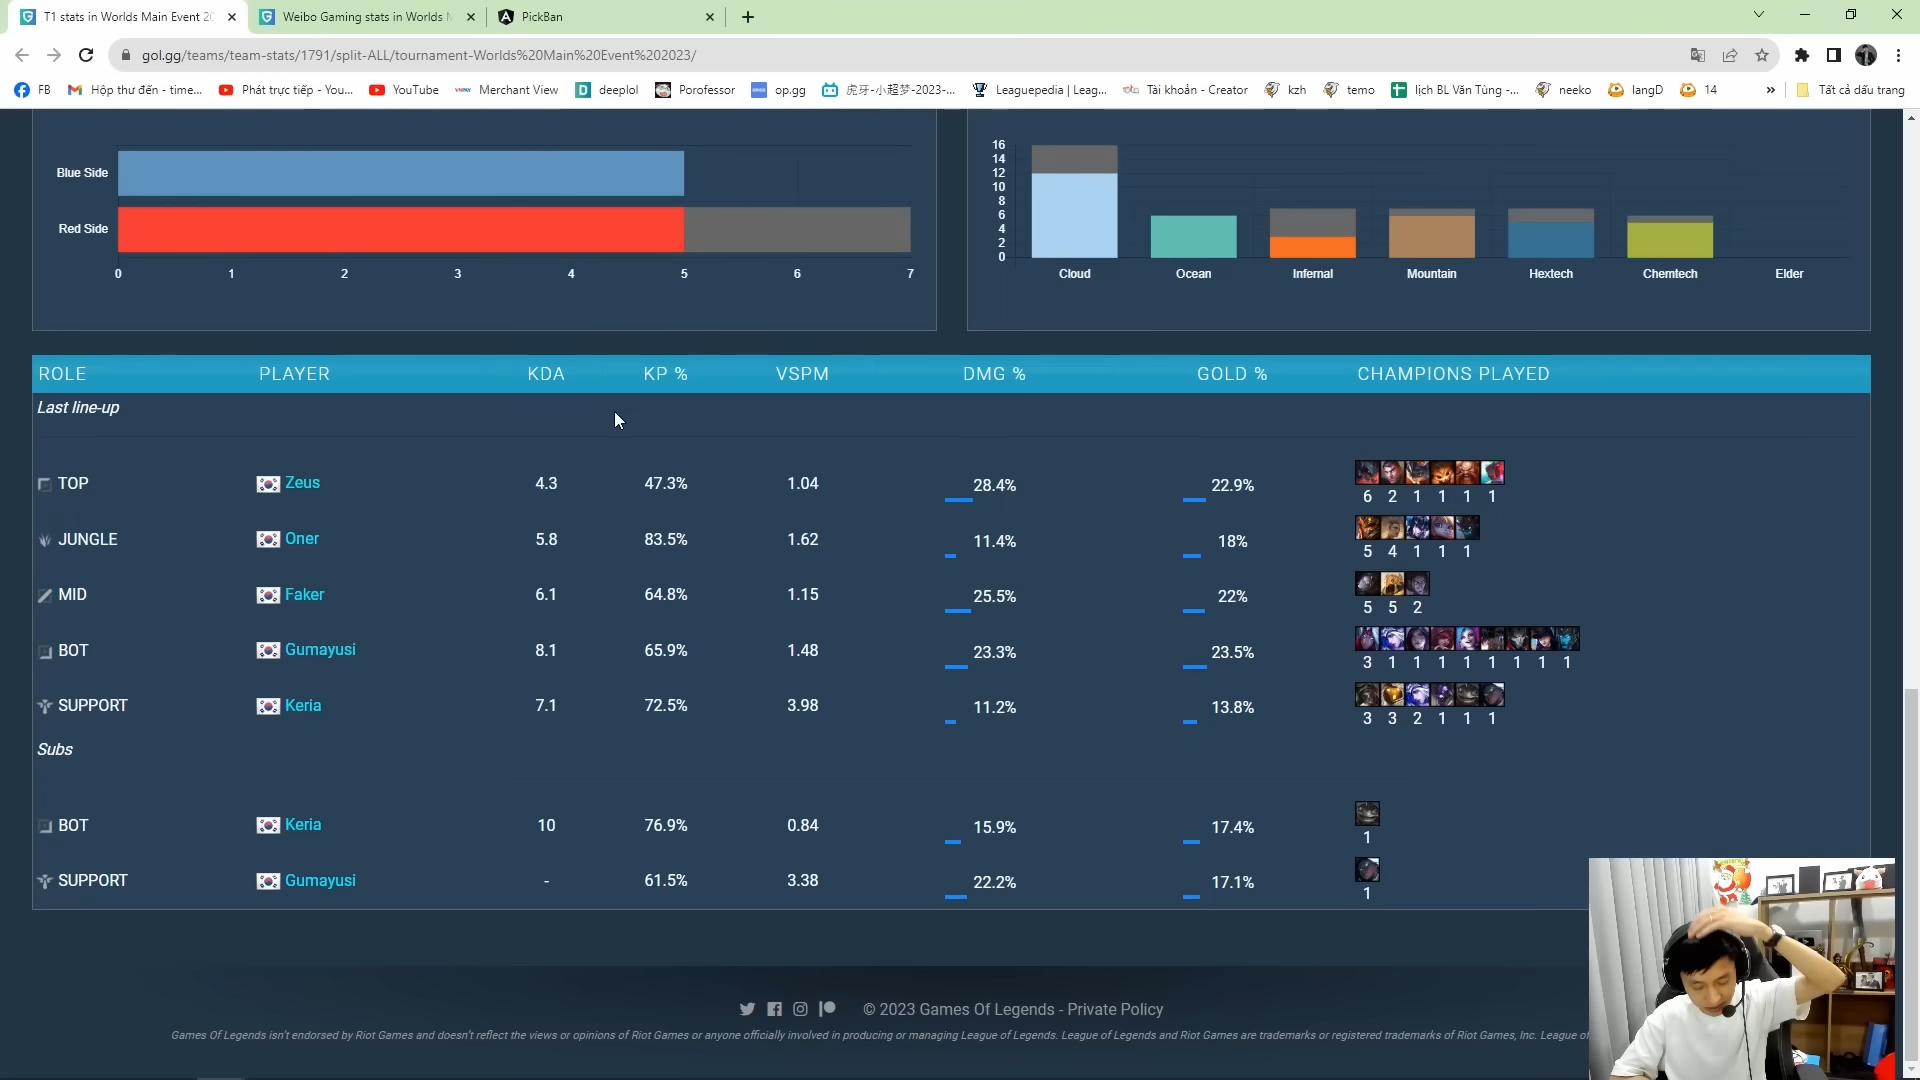 T1 stats in Worlds Main Event 20
Weibo Gaming stats in Worlds M
PickBan
gol.gg/teams/team-stats/1791/split-ALL/tournament-Worlds%20Main%20Event%202023/
FB
Hộp thư đến - time...
Phát trực tiếp - You...
YouTube
Merchant View
deeplol
Porofessor
op.gg
虎牙-小超梦-2023-...
Leaguepedia | Leag...
Tài khoản - Creator
kzh
temo
lịch BL Văn Tùng -...
neeko
langD
14
»
Tất cả dấu trang
Blue Side
Red Side
0 1 2 3 4 5 6 7
16
14
12
10
8
6
4
2
0
Cloud Ocean Infernal Mountain Hextech Chemtech Elder
ROLE PLAYER KDA KP % VSPM DMG % GOLD % CHAMPIONS PLAYED
Last line-up
TOP Zeus 4.3 47.3% 1.04 28.4% 22.9%
6 2 1 1 1 1
JUNGLE Oner 5.8 83.5% 1.62 11.4% 18%
5 4 1 1 1
MID Faker 6.1 64.8% 1.15 25.5% 22%
5 5 2
BOT Gumayusi 8.1 65.9% 1.48 23.3% 23.5%
3 1 1 1 1 1 1 1 1
SUPPORT Keria 7.1 72.5% 3.98 11.2% 13.8%
3 3 2 1 1 1
Subs
BOT Keria 10 76.9% 0.84 15.9% 17.4%
1
SUPPORT Gumayusi - 61.5% 3.38 22.2% 17.1%
1
© 2023 Games Of Legends - Private Policy
Games Of Legends isn't endorsed by Riot Games and doesn't reflect the views or opinions of Riot Games or anyone officially involved in producing or managing League of Legends. League of Legends and Riot Games are trademarks or registered trademarks of Riot Games, Inc. League of